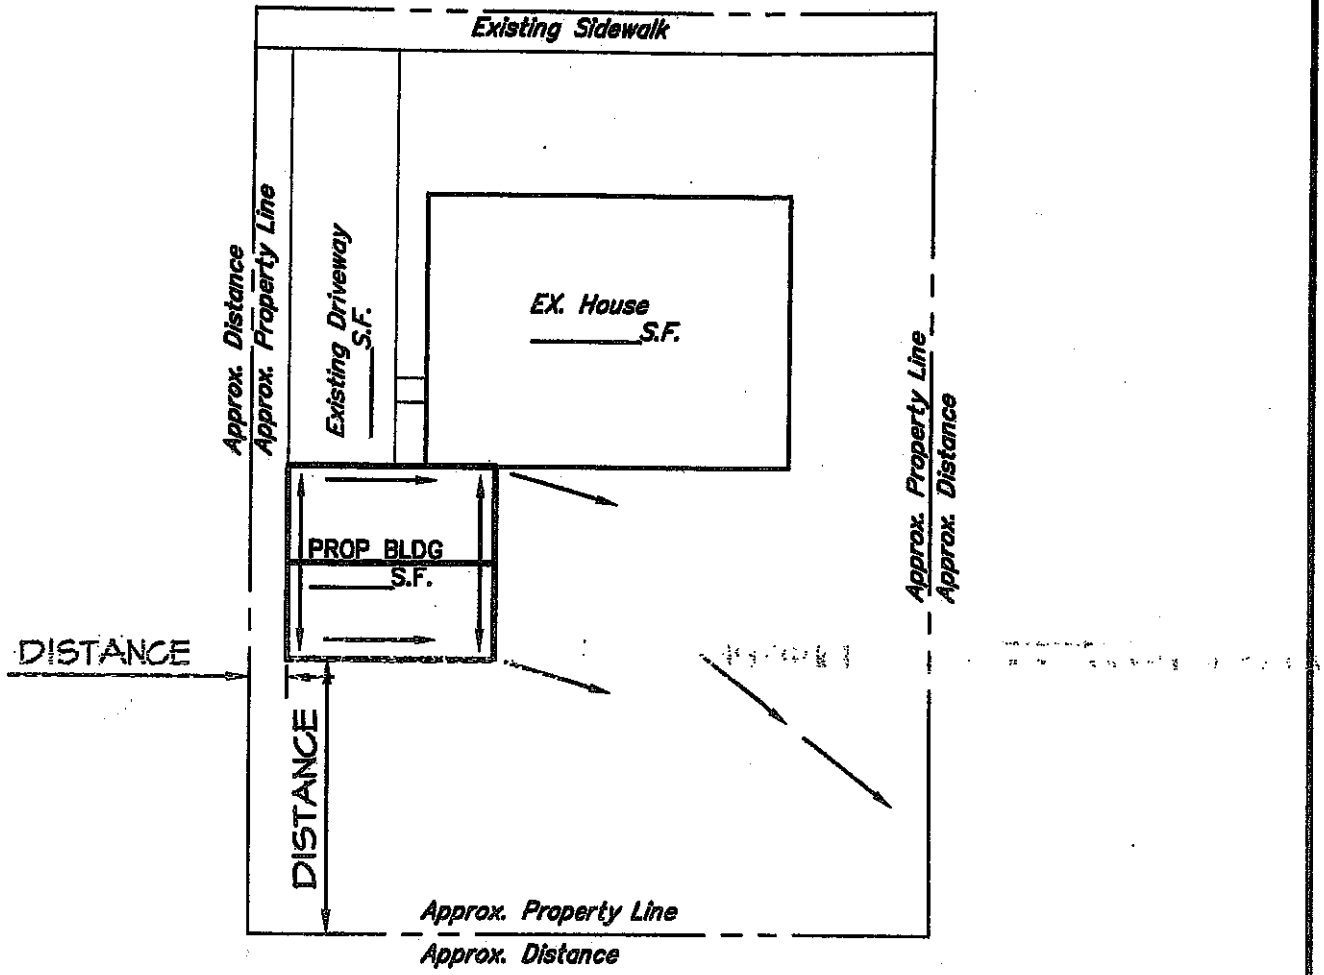 Existing Sidewalk
Approx. Distance
Approx. Property Line
Existing Driveway
S.F.
EX. House
S.F.
Approx. Property Line
Approx. Distance
PROP BLDG
S.F.
DISTANCE
DISTANCE
Approx. Property Line
Approx. Distance